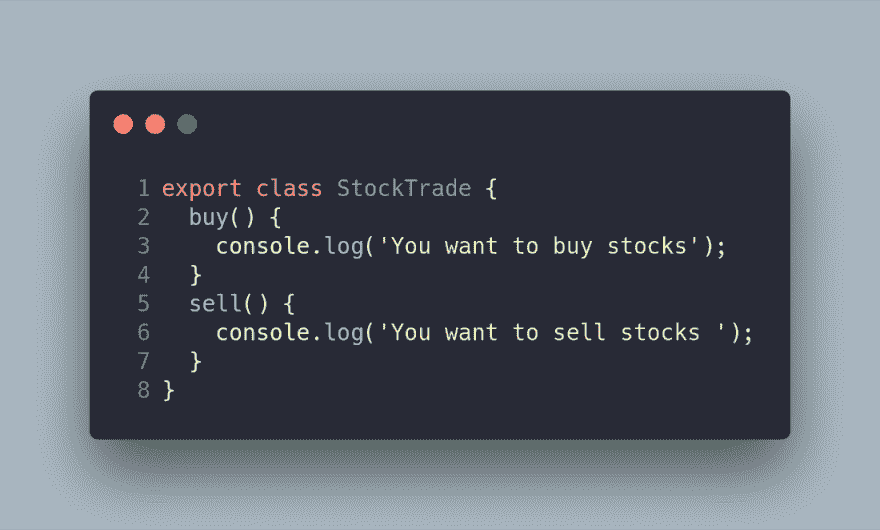 1 export class StockTrade {
2   buy() {
3     console.log('You want to buy stocks');
4   }
5   sell() {
6     console.log('You want to sell stocks ');
7   }
8 }